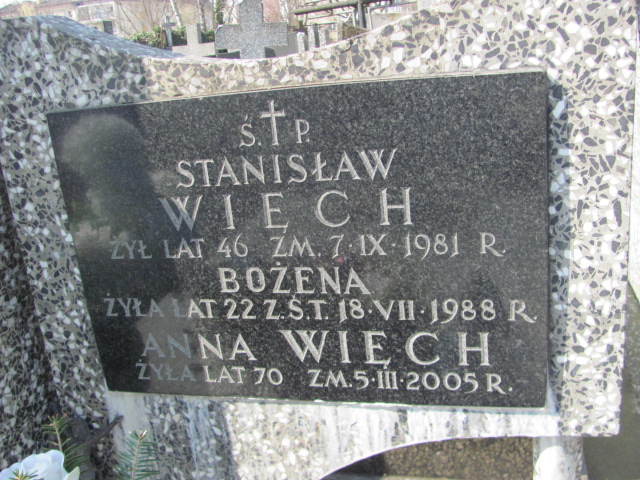 Ś. P.
STANISŁAW
WIĘCH
ŻYŁ LAT 46 ZM. 7·IX·1981 R.
BOŻENA
ŻYŁA LAT 22 Z.Ś.T. 18·VII·1988 R.
ANNA WIĘCH
ŻYŁA LAT 70 ZM. 5·III·2005 R.